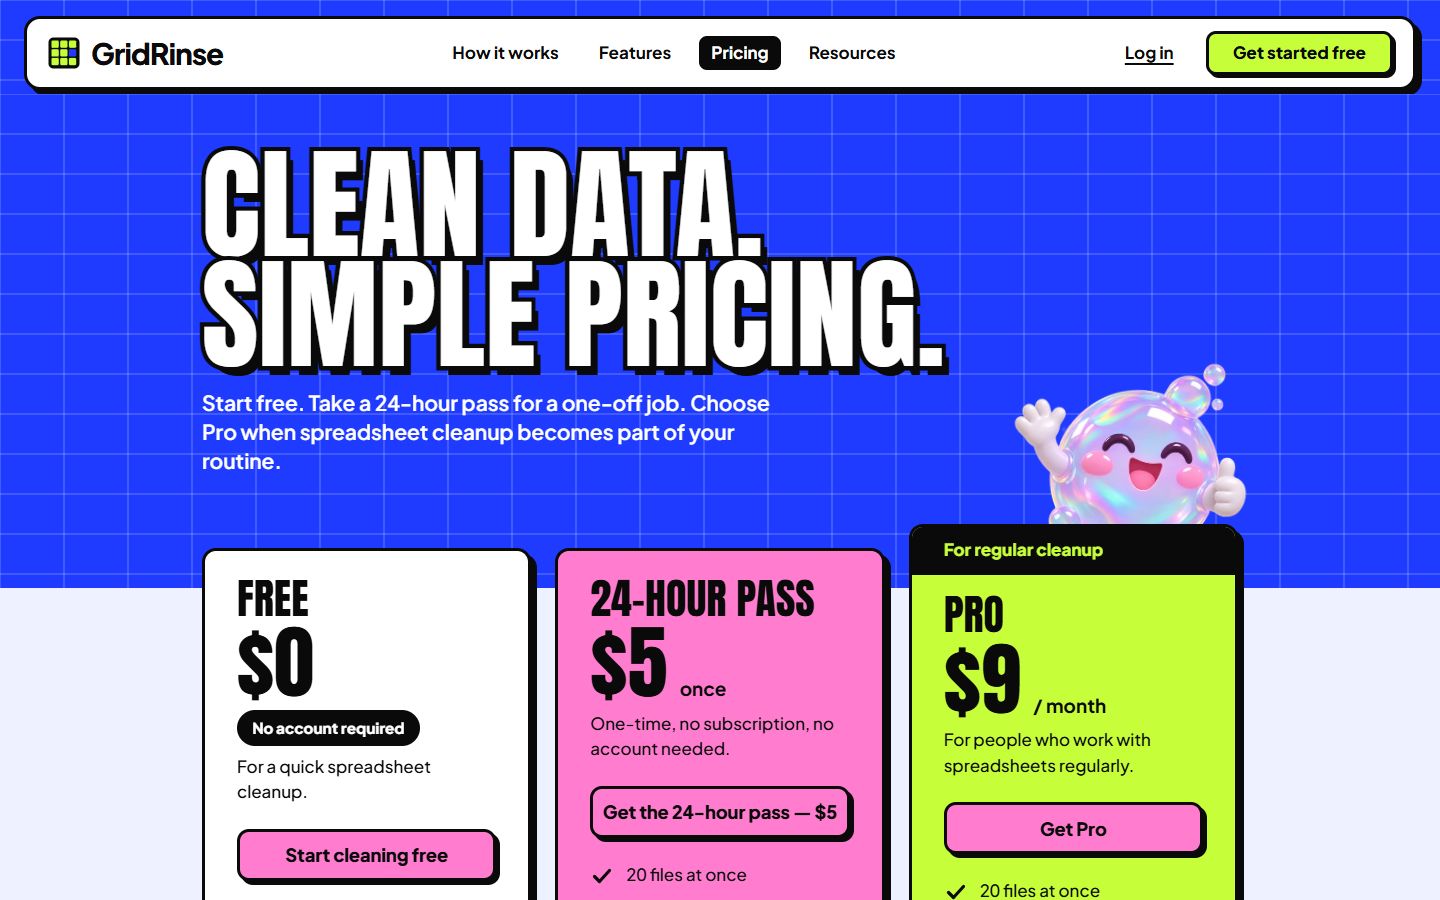 GridRinse
How it works
Features
Pricing
Resources
Log in
Get started free
CLEAN DATA.
SIMPLE PRICING.
Start free. Take a 24-hour pass for a one-off job. Choose
Pro when spreadsheet cleanup becomes part of your
routine.
FREE
$0
No account required
For a quick spreadsheet
cleanup.
Start cleaning free
24-HOUR PASS
$5 once
One-time, no subscription, no
account needed.
Get the 24-hour pass — $5
20 files at once
For regular cleanup
PRO
$9 / month
For people who work with
spreadsheets regularly.
Get Pro
20 files at once